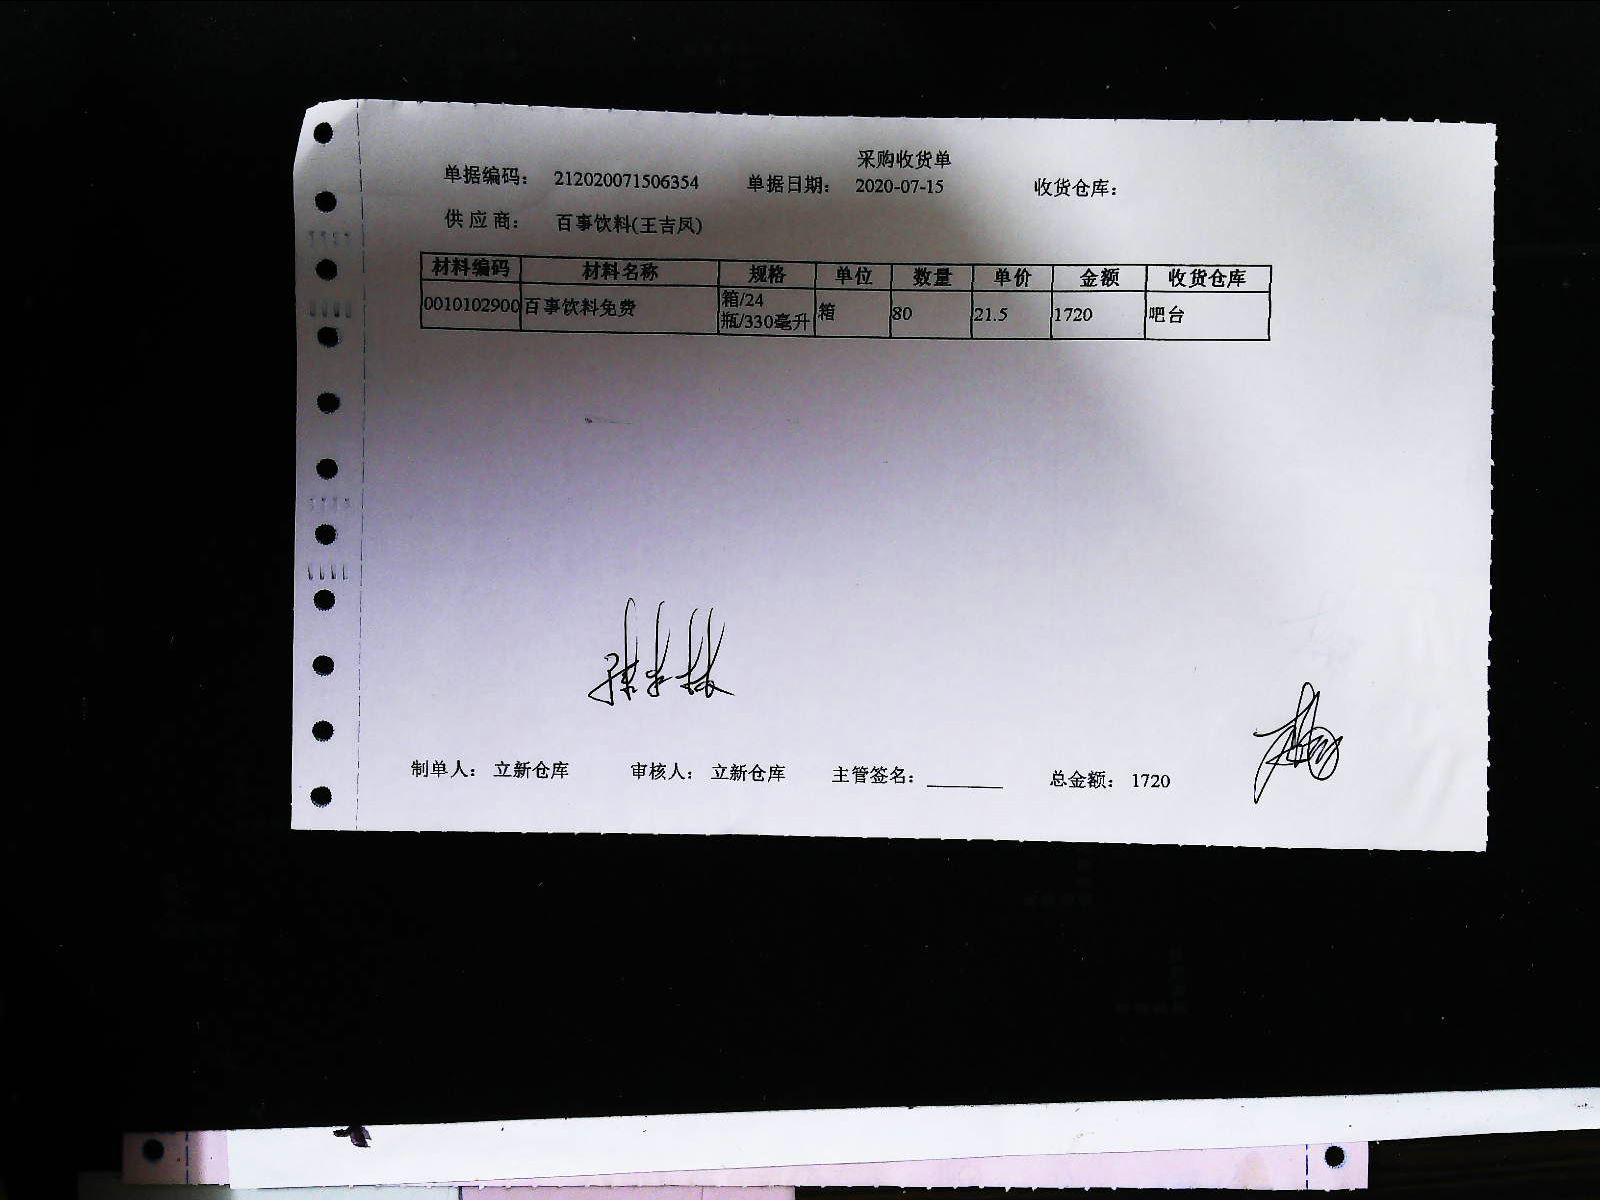 采购收货单
单据编码： 212020071506354 单据日期： 2020-07-15 收货仓库：
供 应 商： 百事饮料(王吉凤)
材料编码 材料名称 规格 单位 数量 单价 金额 收货仓库
0010102900 百事饮料免费 箱/24 瓶/330毫升 箱 80 21.5 1720 吧台
制单人： 立新仓库 审核人： 立新仓库 主管签名： 总金额： 1720